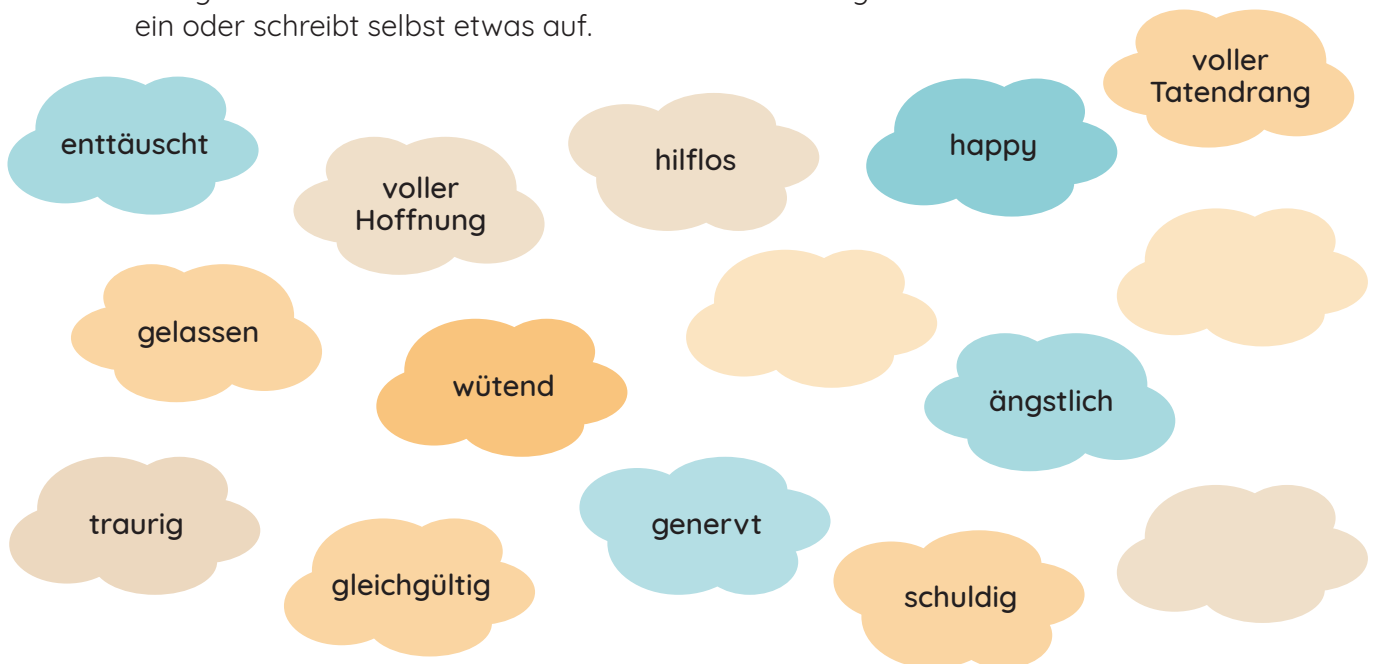 ein oder schreibt selbst etwas auf.
voller
Tatendrang
enttäuscht
voller
Hoffnung
hilflos
happy
gelassen
wütend
ängstlich
traurig
gleichgültig
genervt
schuldig